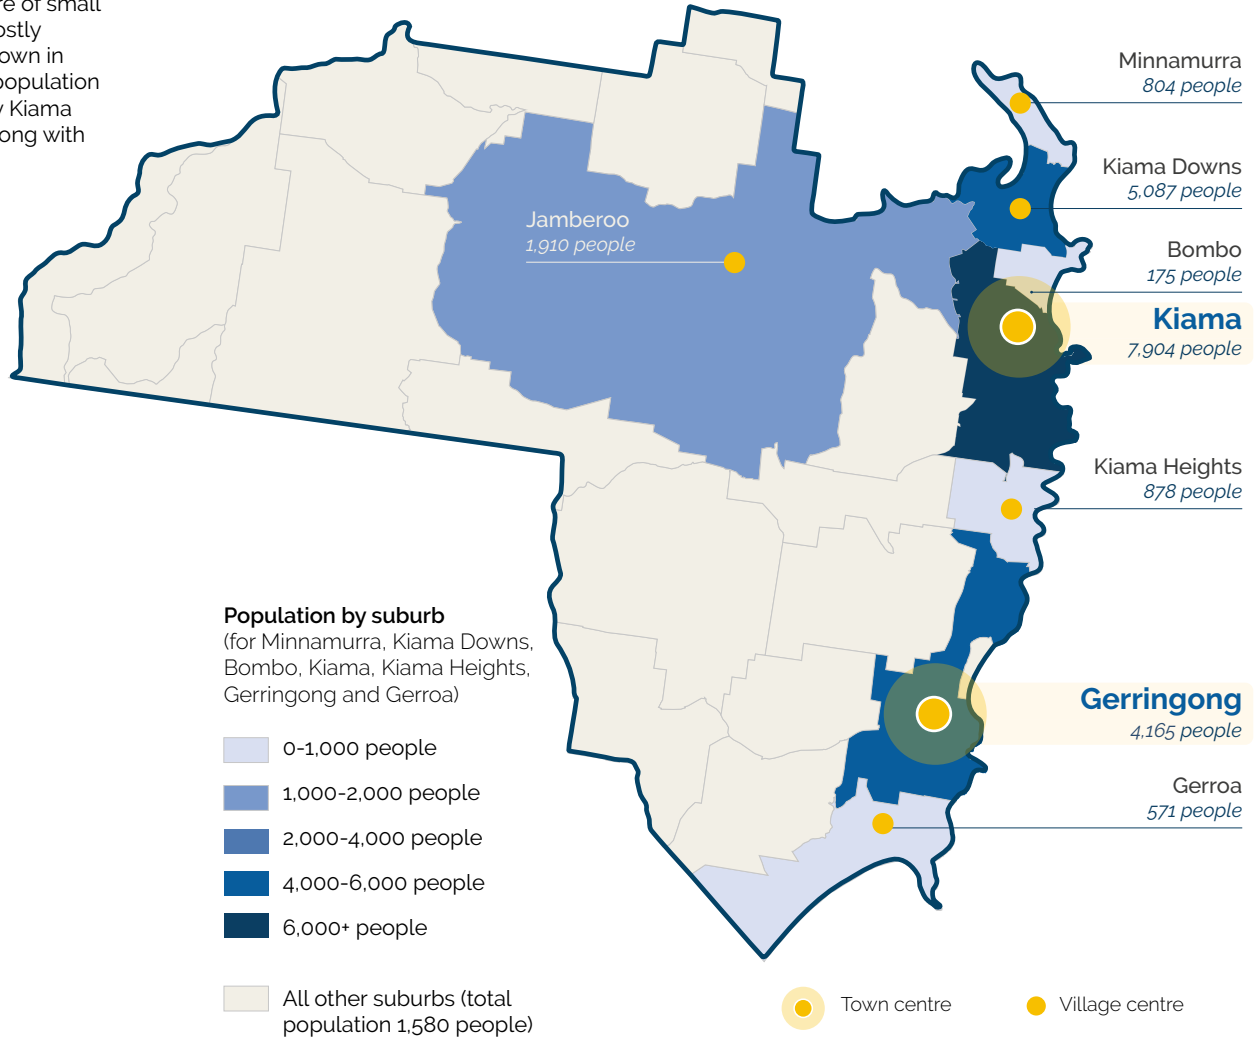 re of small
ostly
own in
population
y Kiama
ong with
Minnamurra
804 people
Kiama Downs
5,087 people
Bombo
175 people
Kiama
7,904 people
Jamberoo
1,910 people
Kiama Heights
878 people
Gerringong
4,165 people
Gerroa
571 people
Population by suburb
(for Minnamurra, Kiama Downs,
Bombo, Kiama, Kiama Heights,
Gerringong and Gerroa)
0-1,000 people
1,000-2,000 people
2,000-4,000 people
4,000-6,000 people
6,000+ people
All other suburbs (total
population 1,580 people)
Town centre
Village centre